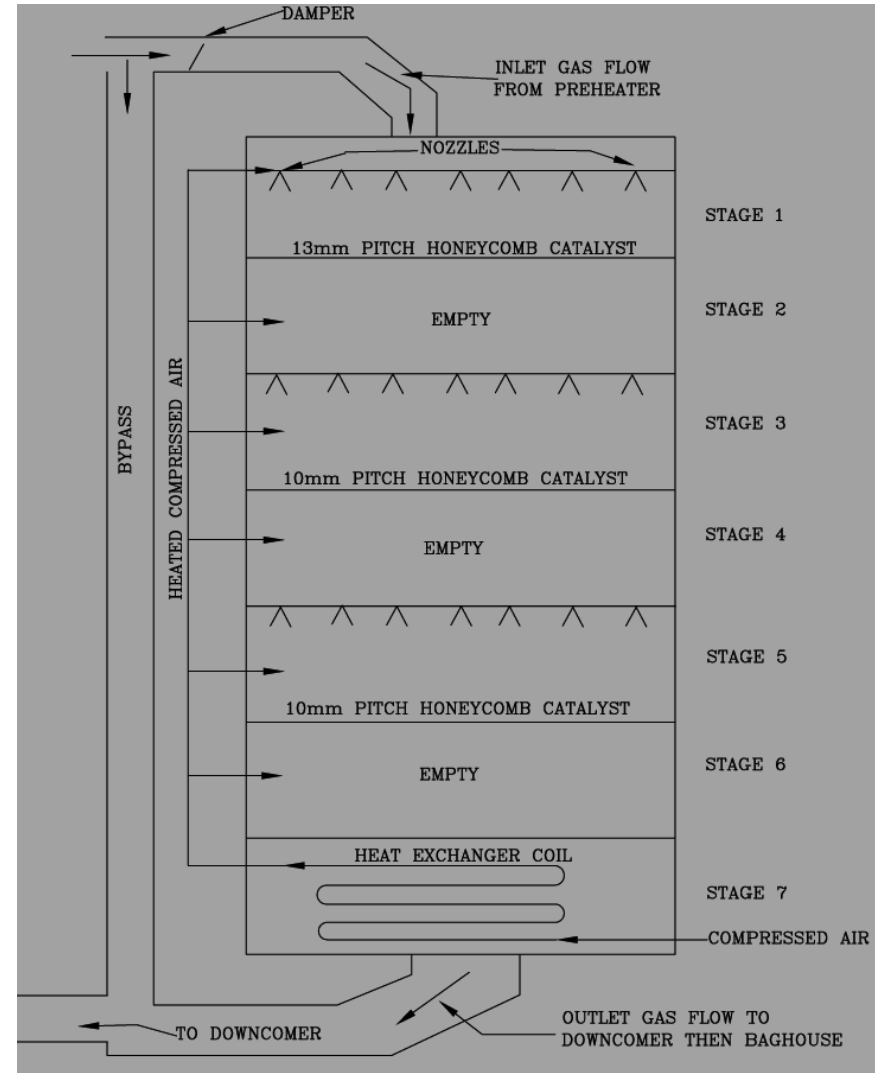 DAMPER
INLET GAS FLOW
FROM PREHEATER
NOZZLES
STAGE 1
13mm PITCH HONEYCOMB CATALYST
STAGE 2
EMPTY
HEATED COMPRESSED AIR
BYPASS
STAGE 3
10mm PITCH HONEYCOMB CATALYST
STAGE 4
EMPTY
STAGE 5
10mm PITCH HONEYCOMB CATALYST
STAGE 6
EMPTY
HEAT EXCHANGER COIL
STAGE 7
COMPRESSED AIR
OUTLET GAS FLOW TO
DOWNCOMER THEN BAGHOUSE
TO DOWNCOMER